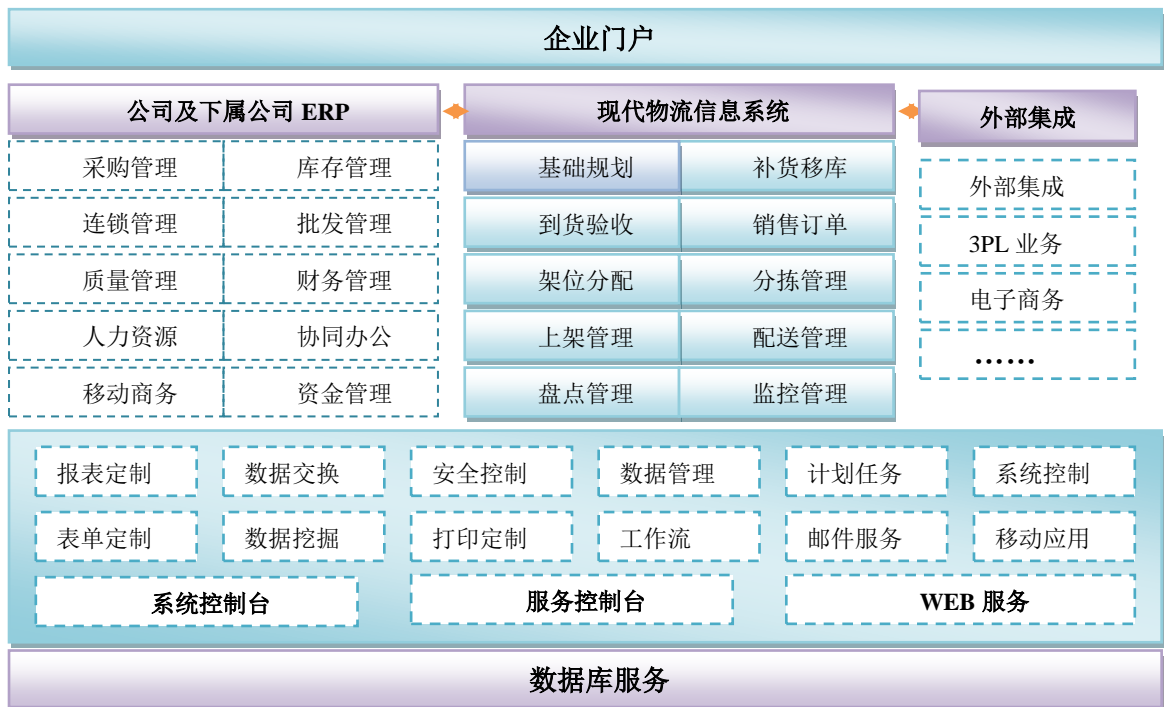 企业门户
公司及下属公司 ERP
现代物流信息系统
外部集成
采购管理
库存管理
连锁管理
批发管理
质量管理
财务管理
人力资源
协同办公
移动商务
资金管理
基础规划
补货移库
到货验收
销售订单
架位分配
分拣管理
上架管理
配送管理
盘点管理
监控管理
外部集成
3PL 业务
电子商务
……
报表定制
数据交换
安全控制
数据管理
计划任务
系统控制
表单定制
数据挖掘
打印定制
工作流
邮件服务
移动应用
系统控制台
服务控制台
WEB 服务
数据库服务